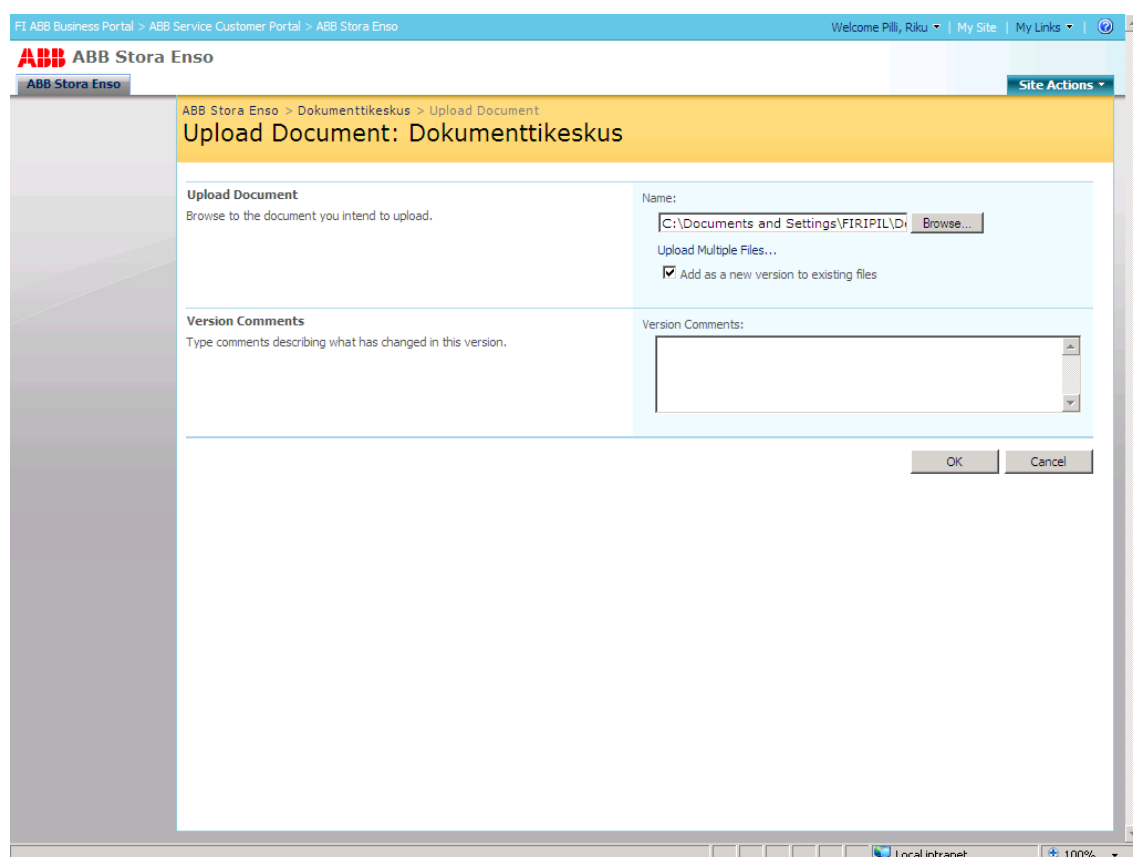 FI ABB Business Portal > ABB Service Customer Portal > ABB Stora Enso
Welcome Pilli, Riku | My Site | My Links |
ABB ABB Stora Enso
ABB Stora Enso
Site Actions
ABB Stora Enso > Dokumenttikeskus > Upload Document
Upload Document: Dokumenttikeskus
Upload Document
Browse to the document you intend to upload.
Name:
C:\Documents and Settings\FIRIPIL\D
Browse...
Upload Multiple Files...
Add as a new version to existing files
Version Comments
Type comments describing what has changed in this version.
Version Comments:
OK
Cancel
Local intranet
100%